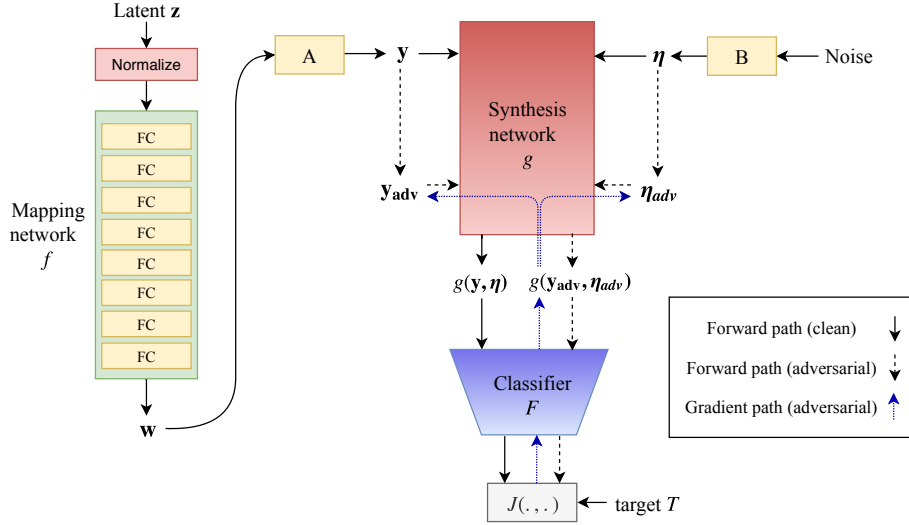 Latent z
Normalize
FC
FC
FC
FC
FC
FC
FC
FC
Mapping
network
f
w
A
y
Synthesis
network
g
η
B
Noise
y_adv
η_adv
g(y, η)
g(y_adv, η_adv)
Classifier
F
J(. , .)
target T
Forward path (clean)
Forward path (adversarial)
Gradient path (adversarial)